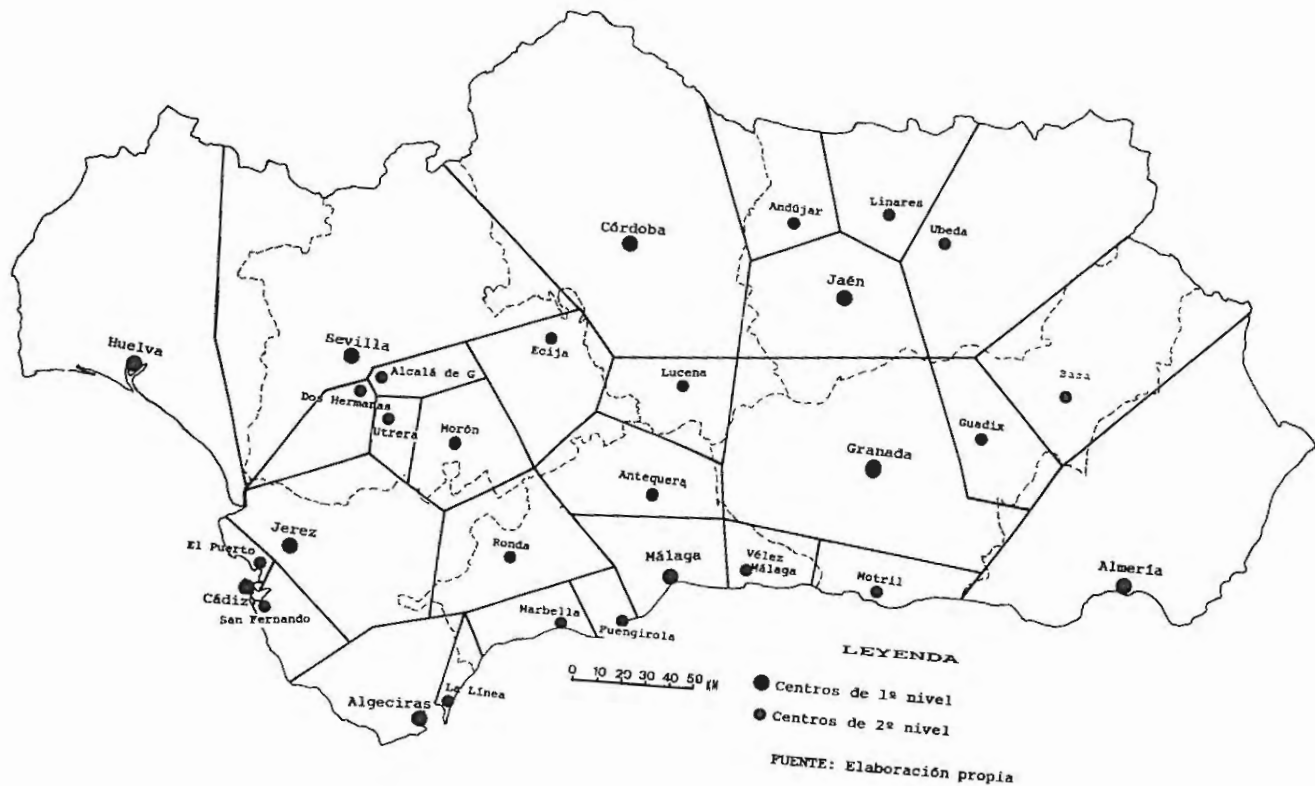 Andújar
Linares
Ubeda
Córdoba
Jaén
Huelva
Sevilla
Ecija
Alcalá de G
Lucena
Baza
Dos Hermanas
Utrera
Morón
Guadix
Granada
Antequera
Jerez
El Puerto
Ronda
Málaga
Vélez
Málaga
Motril
Almería
Cádiz
San Fernando
Marbella
Fuengirola
La Línea
Algeciras
0 10 20 30 40 50 KM
LEYENDA
Centros de 1º nivel
Centros de 2º nivel
FUENTE: Elaboración propia